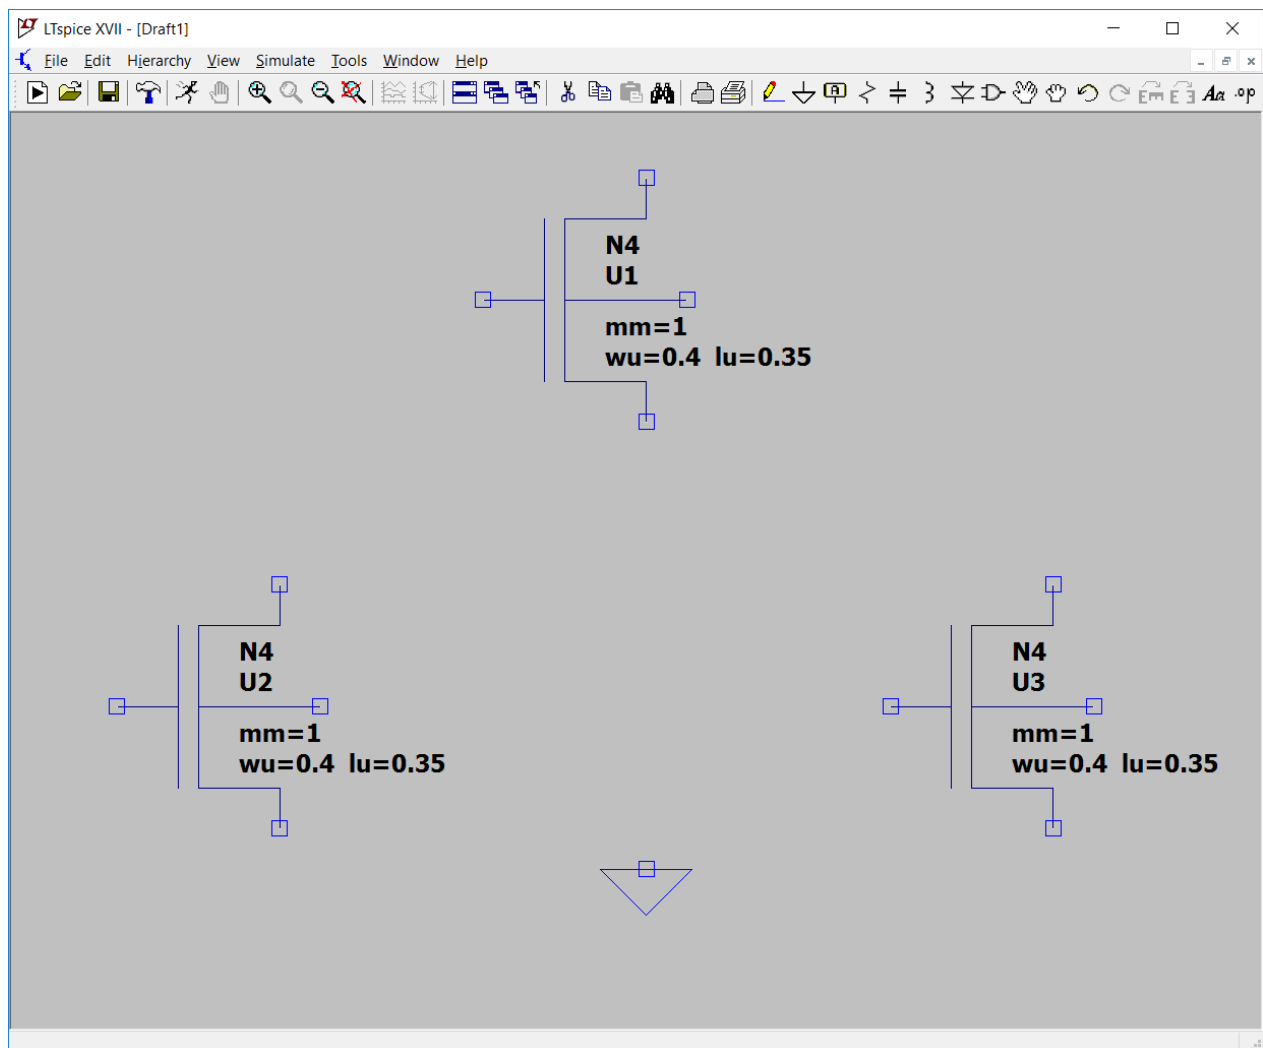 LTspice XVII - [Draft1]
File Edit Hierarchy View Simulate Tools Window Help
A Aa .op
N4
U1
mm=1
wu=0.4 lu=0.35
N4
U2
mm=1
wu=0.4 lu=0.35
N4
U3
mm=1
wu=0.4 lu=0.35